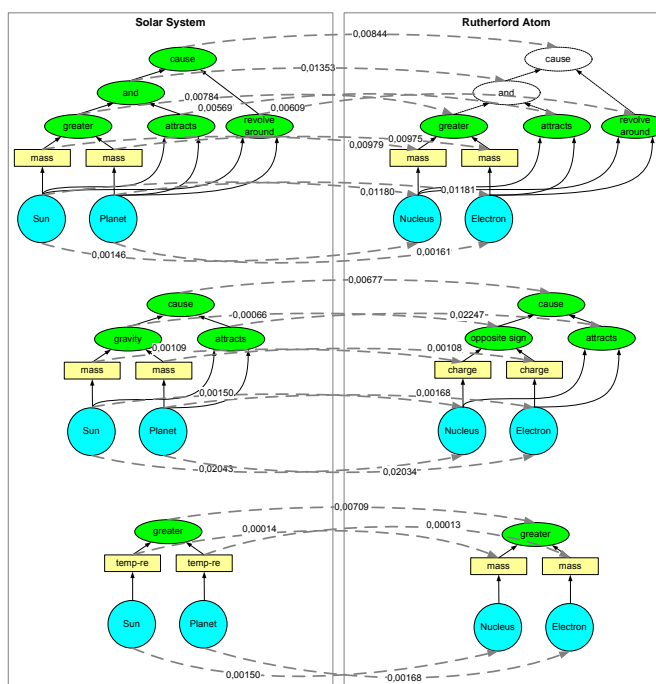 Solar System
Rutherford Atom
0,00844
cause
cause
0,01353
and
and
0,00784
0,00569
0,00609
greater
attracts
revolve
around
greater
attracts
revolve
around
0,00979
0,00975
mass
mass
mass
mass
0,01180
0,01181
Sun
Planet
Nucleus
Electron
0,00146
0,00161
0,00677
cause
cause
-0,00066
0,02247
gravity
attracts
opposite sign
attracts
0,00109
0,00108
mass
mass
charge
charge
0,00150
0,00168
Sun
Planet
Nucleus
Electron
0,02043
0,02034
0,00709
greater
greater
0,00014
0,00013
temp-re
temp-re
mass
mass
Sun
Planet
Nucleus
Electron
0,00150
0,00168